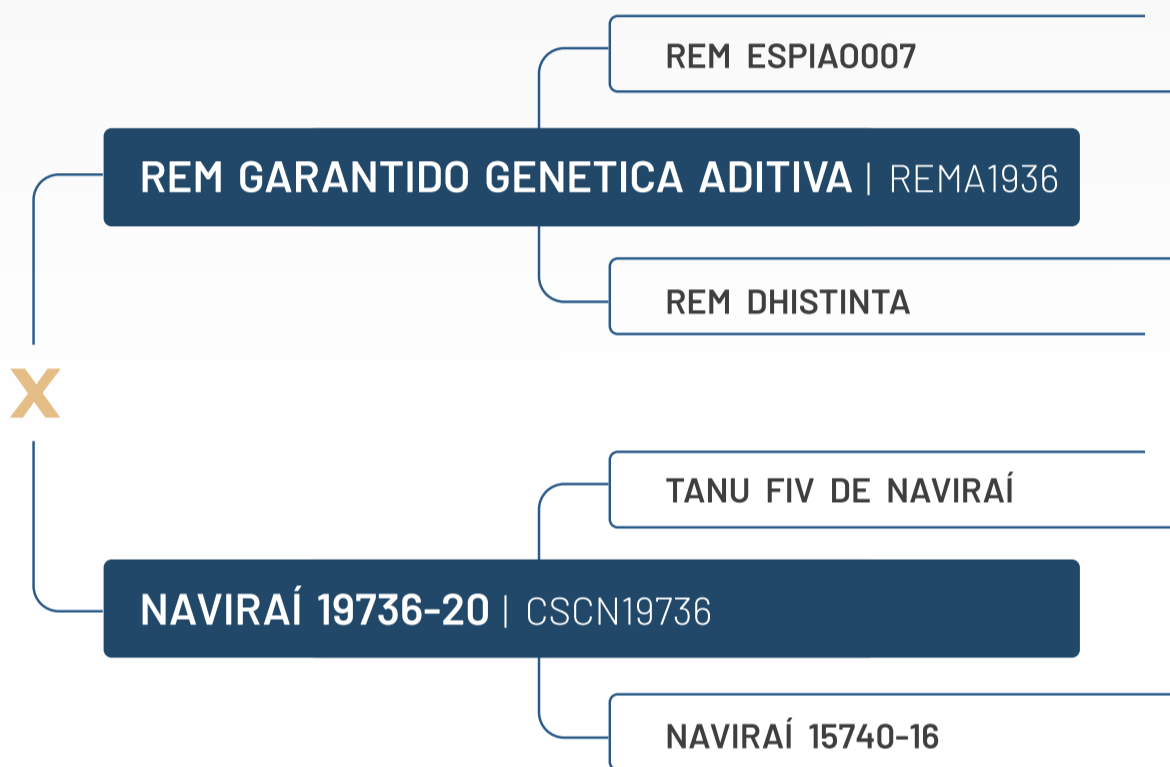 REM ESPIAO007
REM GARANTIDO GENETICA ADITIVA | REMA1936
REM DHISTINTA
X
TANU FIV DE NAVIRAÍ
NAVIRAÍ 19736-20 | CSCN19736
NAVIRAÍ 15740-16